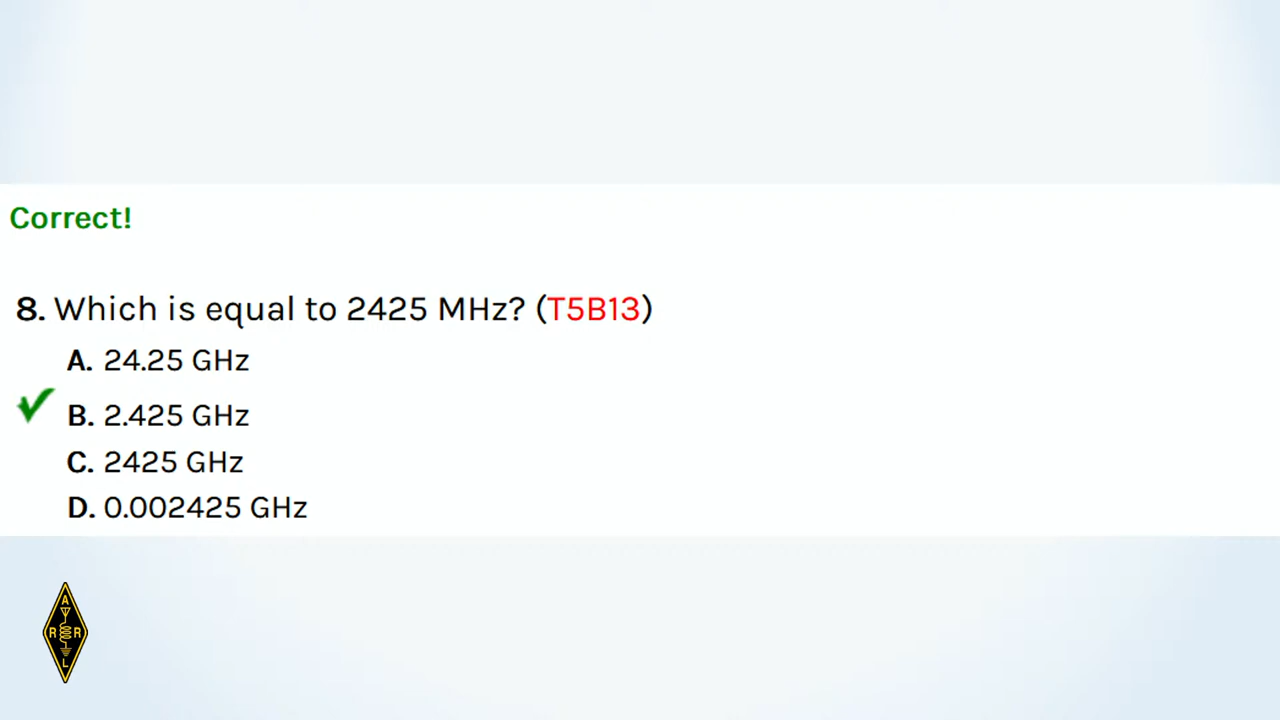 Correct!
8. Which is equal to 2425 MHz? (T5B13)
A. 24.25 GHz
B. 2.425 GHz
C. 2425 GHz
D. 0.002425 GHz
A
R R
L